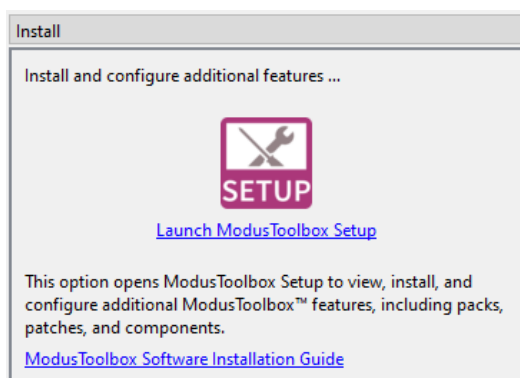 Install
Install and configure additional features ...
SETUP
Launch ModusToolbox Setup
This option opens ModusToolbox Setup to view, install, and
configure additional ModusToolbox™ features, including packs,
patches, and components.
ModusToolbox Software Installation Guide